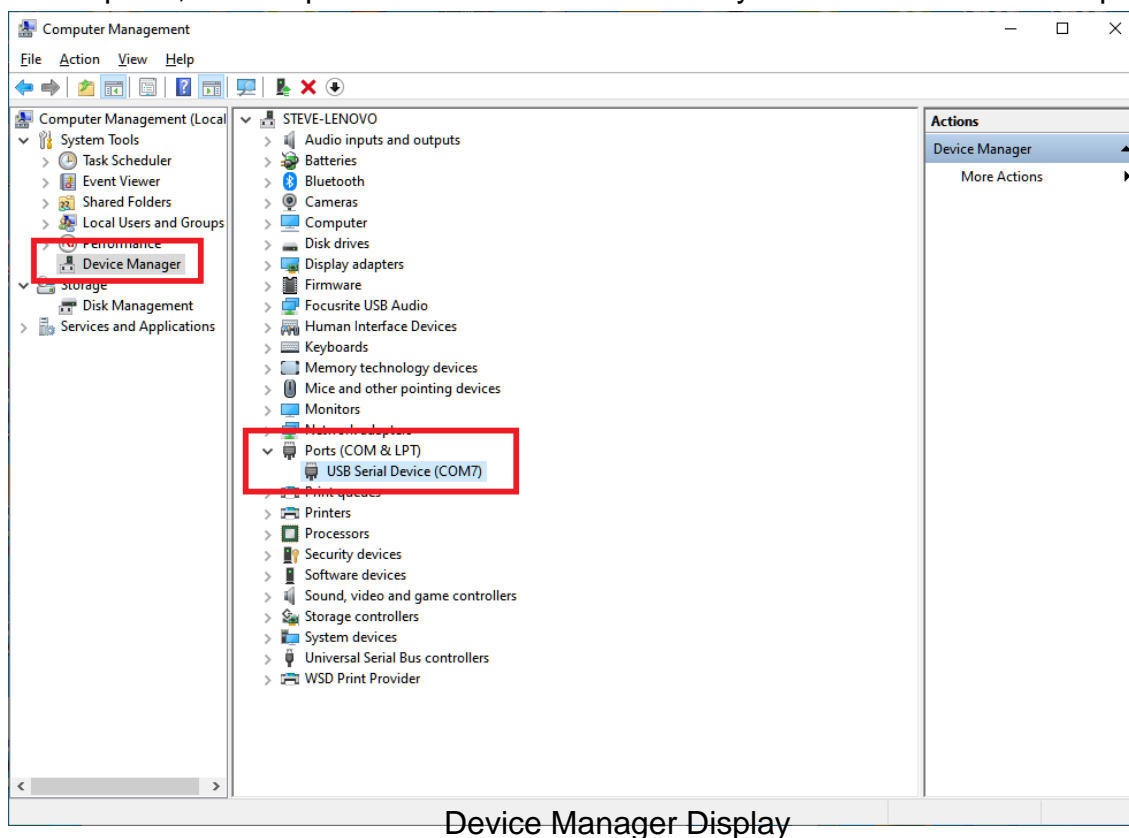 Computer Management
File Action View Help
Computer Management (Local
System Tools
Task Scheduler
Event Viewer
Shared Folders
Local Users and Groups
Performance
Device Manager
Storage
Disk Management
Services and Applications
STEVE-LENOVO
Audio inputs and outputs
Batteries
Bluetooth
Cameras
Computer
Disk drives
Display adapters
Firmware
Focusrite USB Audio
Human Interface Devices
Keyboards
Memory technology devices
Mice and other pointing devices
Monitors
Network adapters
Ports (COM & LPT)
USB Serial Device (COM7)
Print queues
Printers
Processors
Security devices
Software devices
Sound, video and game controllers
Storage controllers
System devices
Universal Serial Bus controllers
WSD Print Provider
Actions
Device Manager
More Actions
Device Manager Display